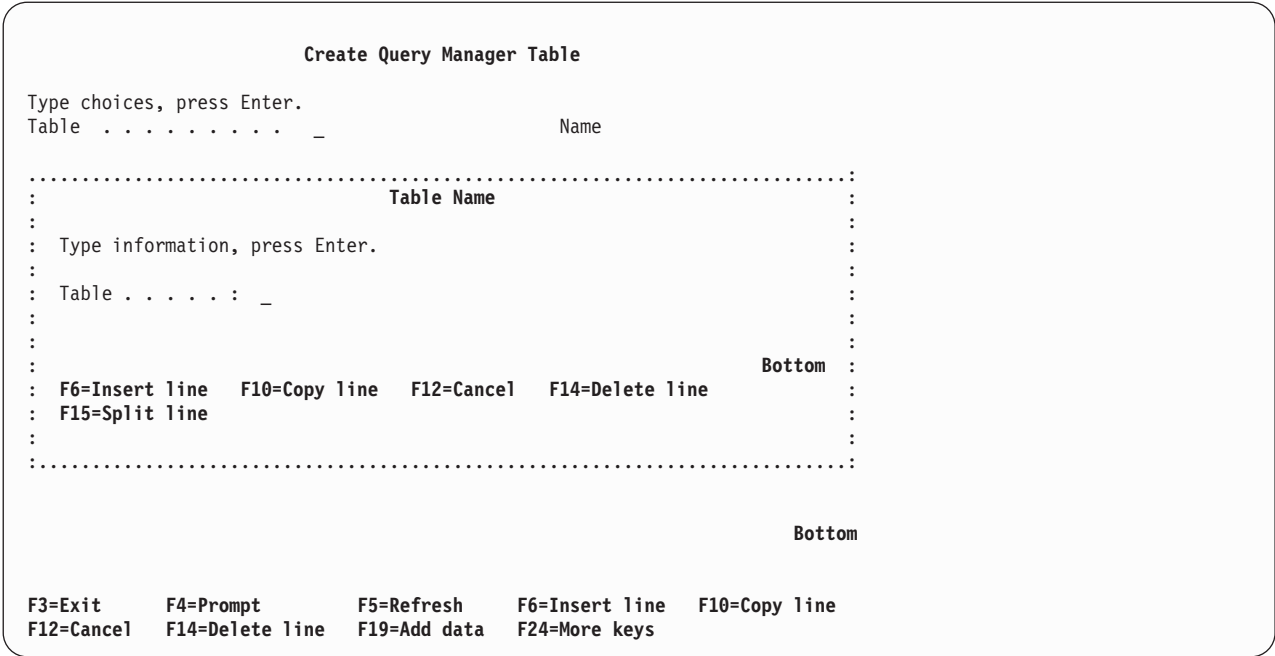 Create Query Manager Table
Type choices, press Enter.
Table . . . . . . . . . _ Name
..............................................................................:
: Table Name :
: :
: Type information, press Enter. :
: :
: Table . . . . . : _ :
: :
: :
: Bottom :
: F6=Insert line F10=Copy line F12=Cancel F14=Delete line :
: F15=Split line :
: :
:.............................................................................:
Bottom
F3=Exit F4=Prompt F5=Refresh F6=Insert line F10=Copy line
F12=Cancel F14=Delete line F19=Add data F24=More keys